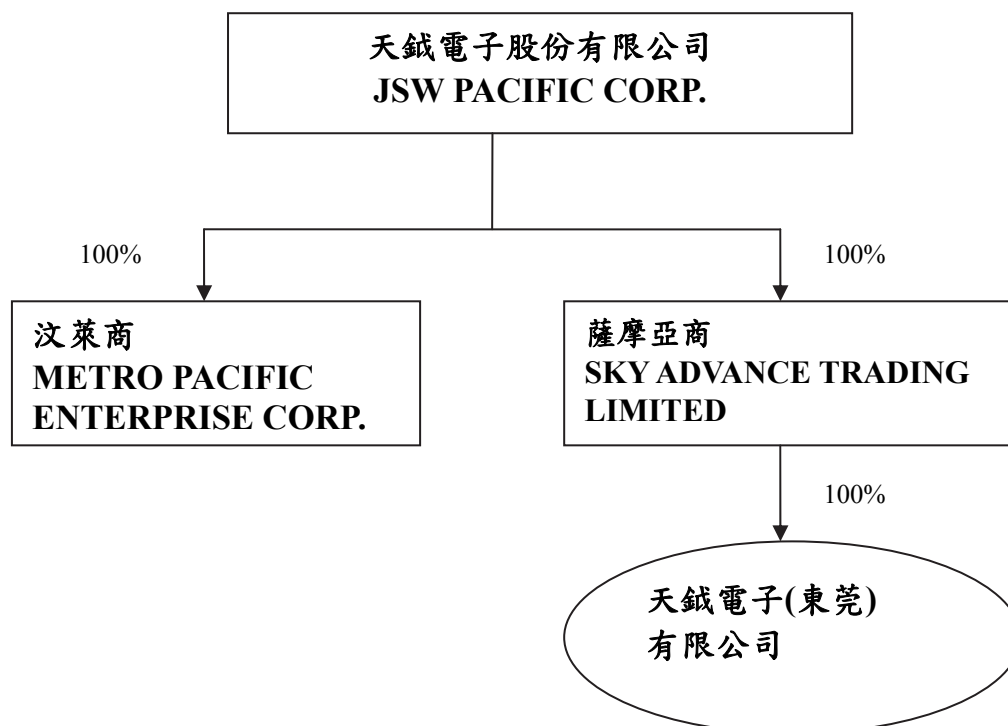 天鉞電子股份有限公司
JSW PACIFIC CORP.
100%
100%
汶萊商
METRO PACIFIC
ENTERPRISE CORP.
薩摩亞商
SKY ADVANCE TRADING
LIMITED
100%
天鉞電子(東莞)
有限公司